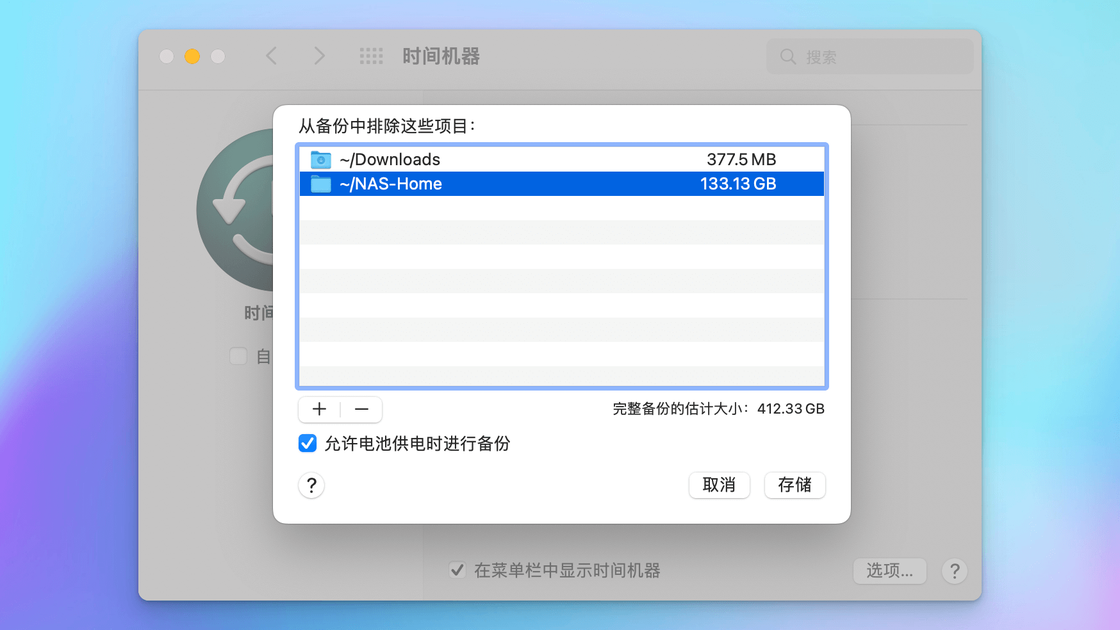 时间机器
搜索
从备份中排除这些项目：
~/Downloads 377.5 MB
~/NAS-Home 133.13 GB
时间
自
+ −
完整备份的估计大小：412.33 GB
允许电池供电时进行备份
?
取消 存储
在菜单栏中显示时间机器
选项... ?